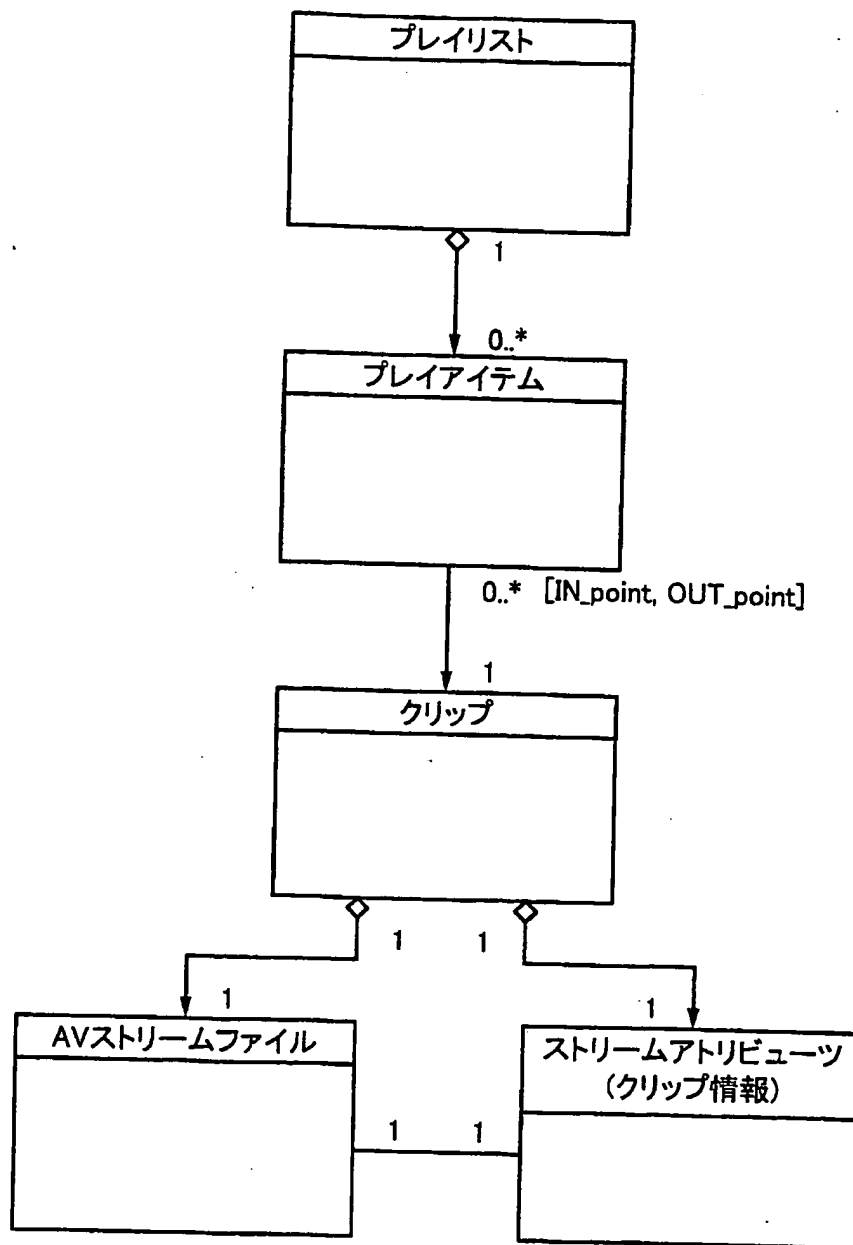 プレイリスト
1
0..*
プレイアイテム
0..* [IN_point, OUT_point]
1
クリップ
1 1
1
1
AVストリームファイル
ストリームアトリビューツ
(クリップ情報)
1 1